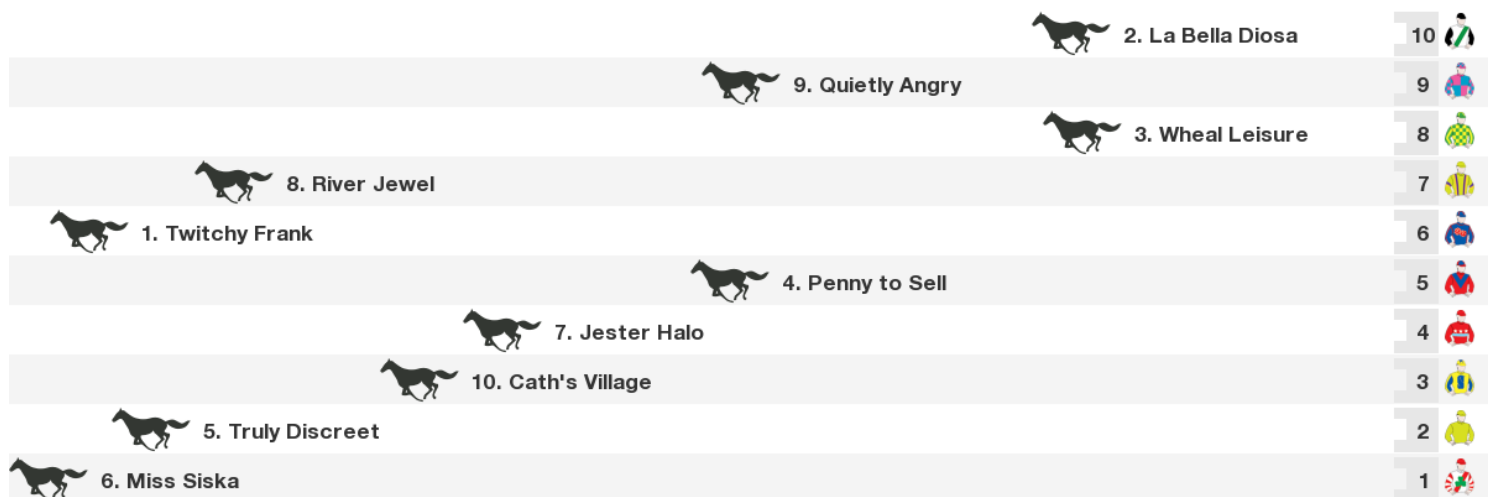 2. La Bella Diosa 10
9. Quietly Angry 9
3. Wheal Leisure 8
8. River Jewel 7
1. Twitchy Frank 6
4. Penny to Sell 5
7. Jester Halo 4
10. Cath's Village 3
5. Truly Discreet 2
6. Miss Siska 1